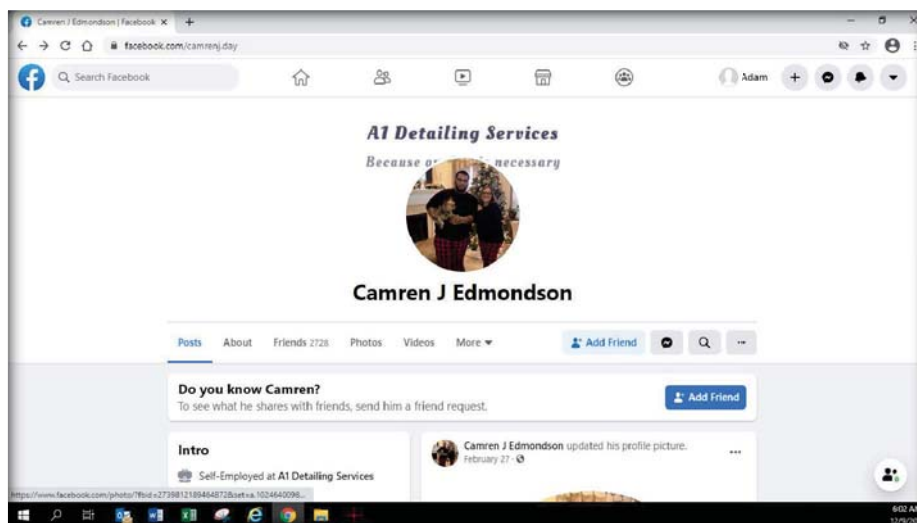 Camren J Edmondson | Facebook
facebook.com/camrenj.day
Search Facebook
Adam
A1 Detailing Services
Because necessary
Camren J Edmondson
Posts About Friends 2728 Photos Videos More Add Friend
Do you know Camren?
To see what he shares with friends, send him a friend request.
Add Friend
Intro
Self-Employed at A1 Detailing Services
Camren J Edmondson updated his profile picture.
February 27
6:02 AM